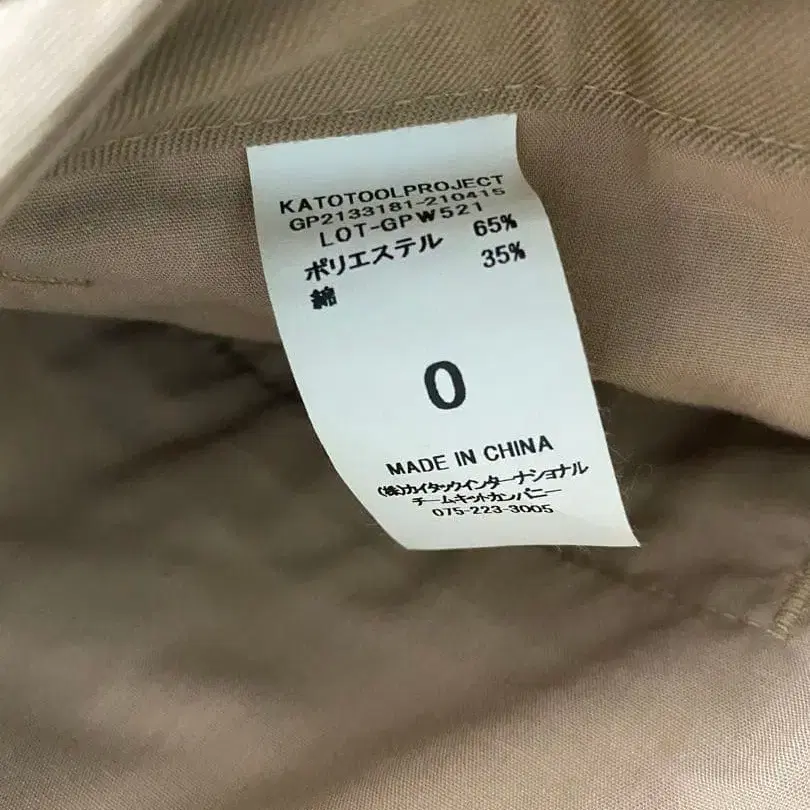 KATOTOOLPROJECT
GP2133181-210415
LOT-GPW521
ポリエステル 65%
綿 35%
0
MADE IN CHINA
(株)カイタックインターナショナル
チームキットカンパニー
075-223-3005